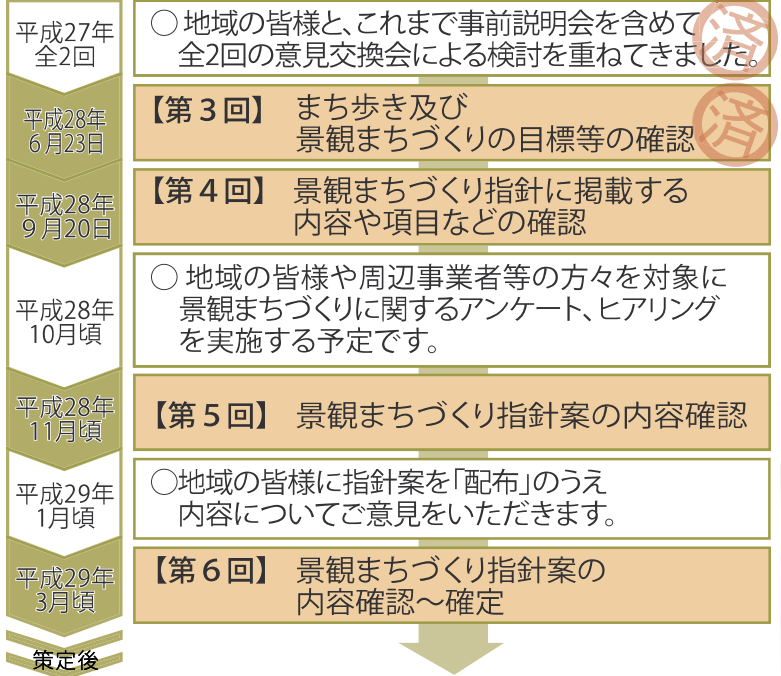 平成27年
全2回
○ 地域の皆様と、これまで事前説明会を含めて
全2回の意見交換会による検討を重ねてきました。
済
平成28年
6月23日
【第3回】 まち歩き及び
景観まちづくりの目標等の確認
済
平成28年
9月20日
【第4回】 景観まちづくり指針に掲載する
内容や項目などの確認
平成28年
10月頃
○ 地域の皆様や周辺事業者等の方々を対象に
景観まちづくりに関するアンケート、ヒアリング
を実施する予定です。
平成28年
11月頃
【第5回】 景観まちづくり指針案の内容確認
平成29年
1月頃
○地域の皆様に指針案を「配布」のうえ
内容についてご意見をいただきます。
平成29年
3月頃
【第6回】 景観まちづくり指針案の
内容確認～確定
策定後